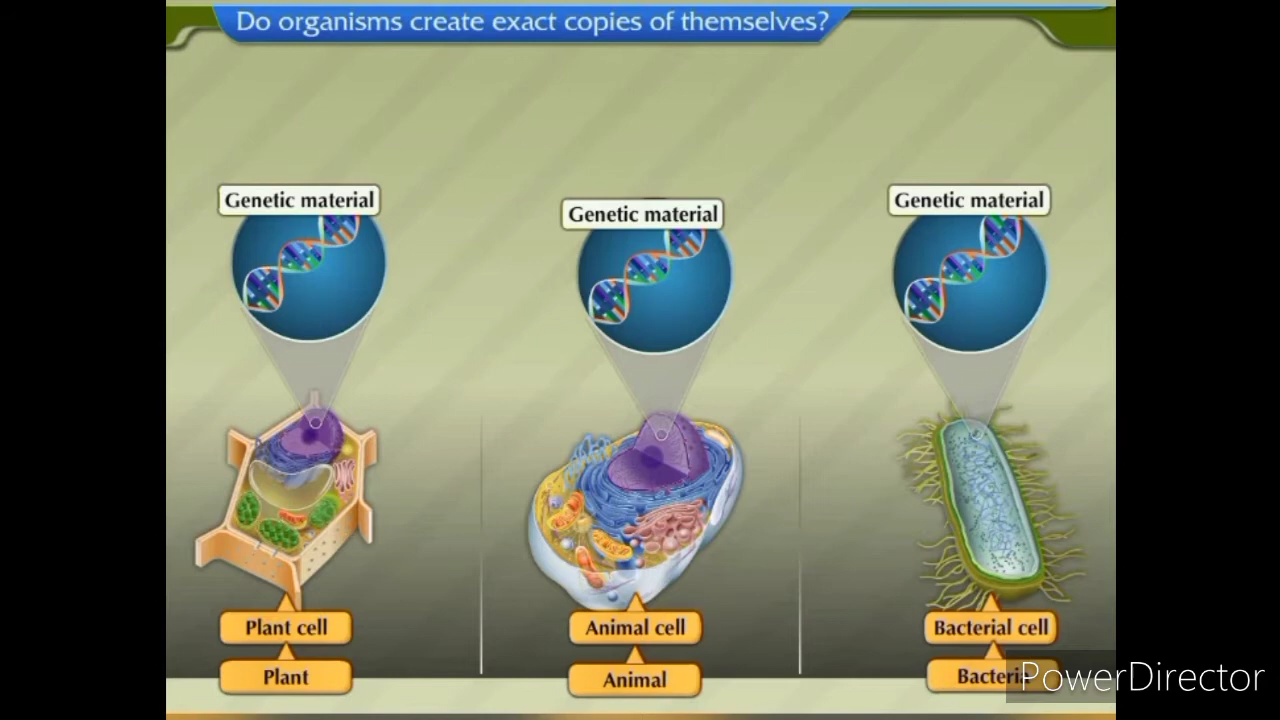 Do organisms create exact copies of themselves?
Genetic material
Genetic material
Genetic material
Plant cell
Animal cell
Bacterial cell
Plant
Animal
Bacteria
PowerDirector